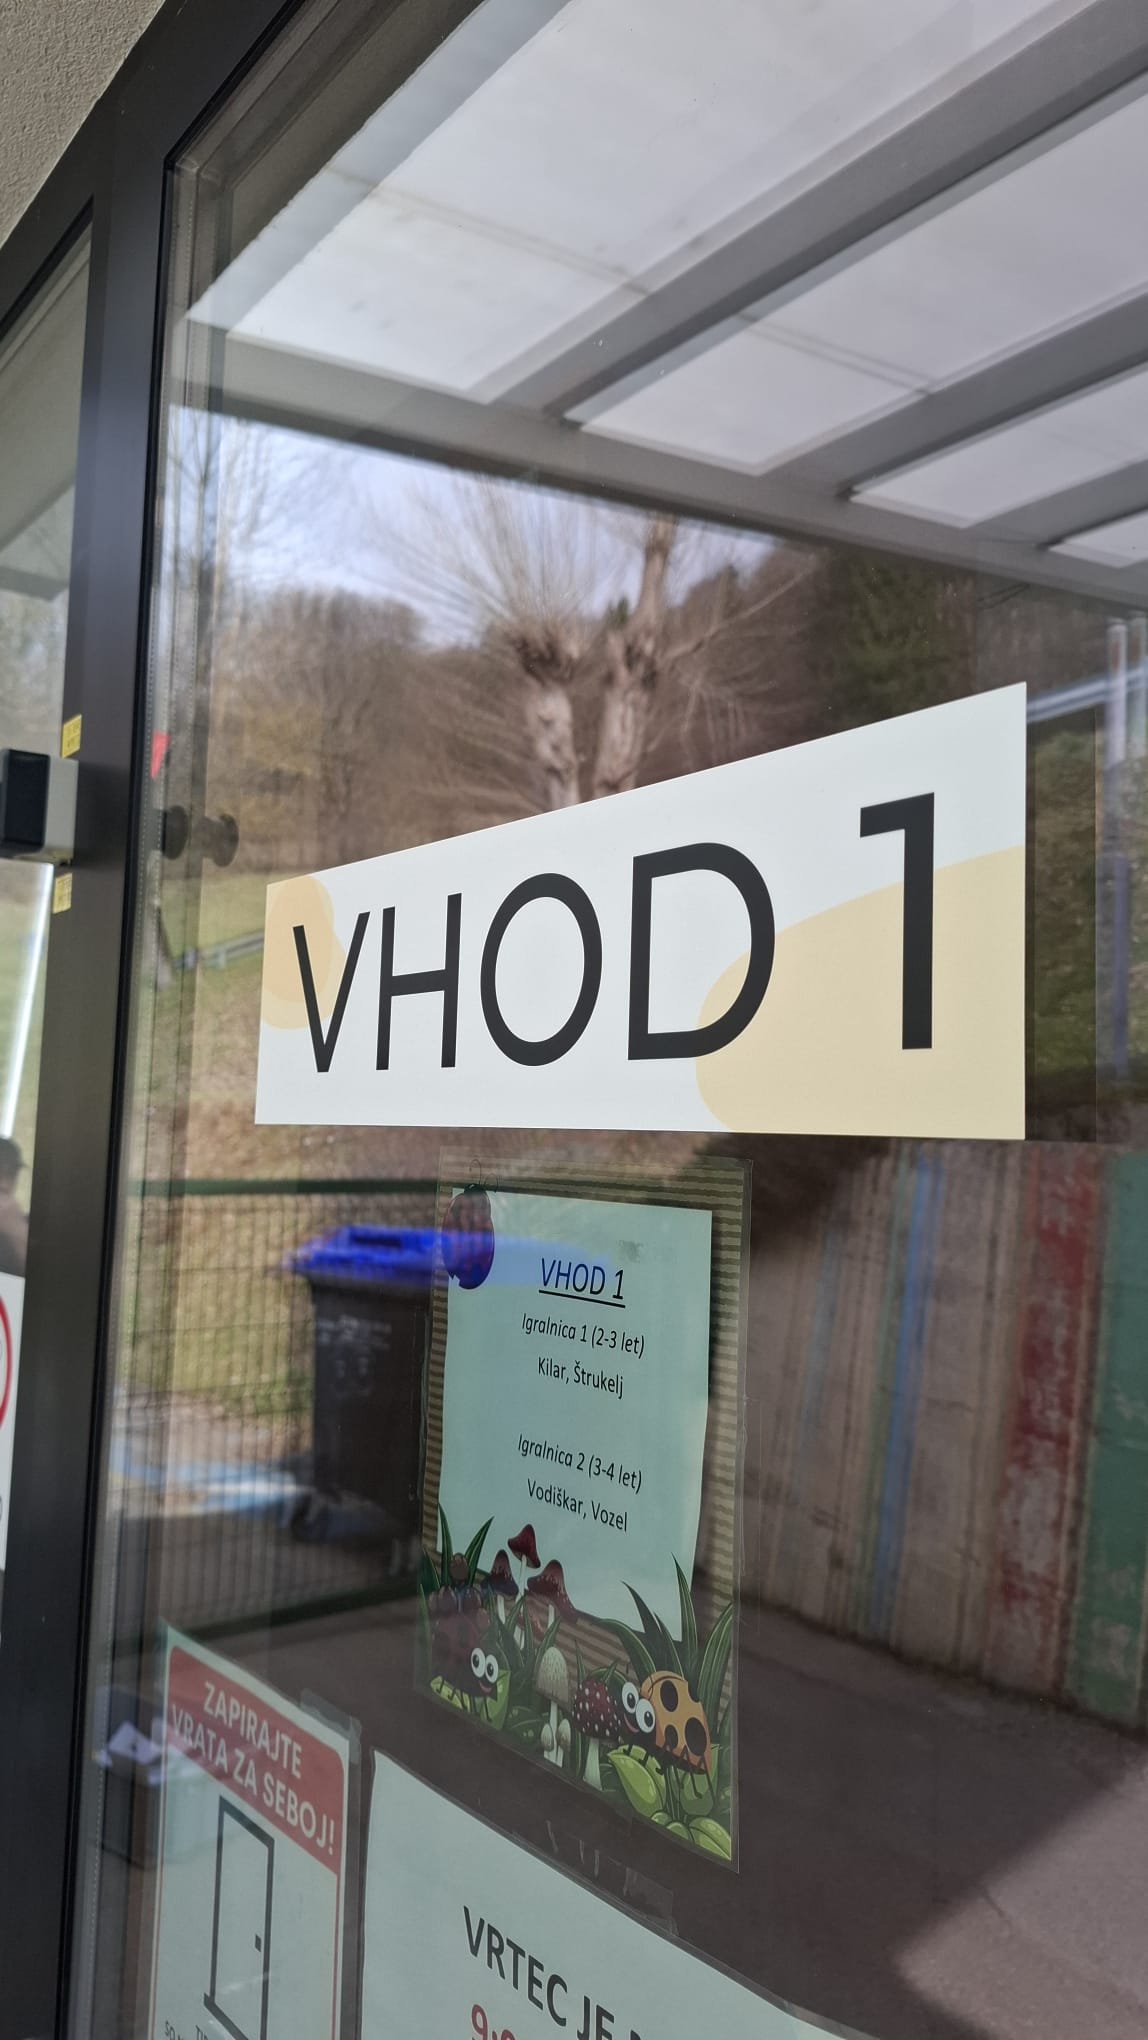 VHOD 1
VHOD 1
Igralnica 1 (2-3 let)
Kilar, Štrukelj
Igralnica 2 (3-4 let)
Vodiškar, Vozel
ZAPIRAJTE
VRATA ZA SEBOJ!
VRTEC JE